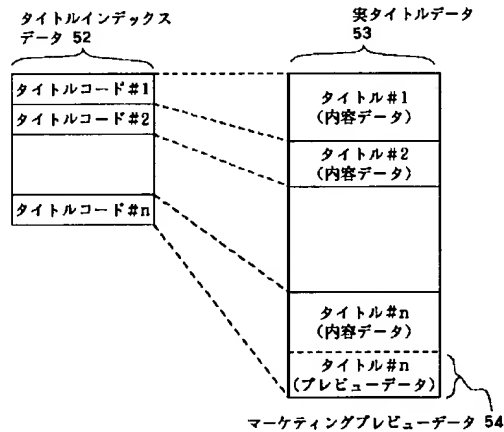 タイトルインデックス
データ 52
実タイトルデータ
53
タイトルコード#1
タイトルコード#2
タイトルコード#n
タイトル#1
(内容データ)
タイトル#2
(内容データ)
タイトル#n
(内容データ)
タイトル#n
(プレビューデータ)
マーケティングプレビューデータ 54